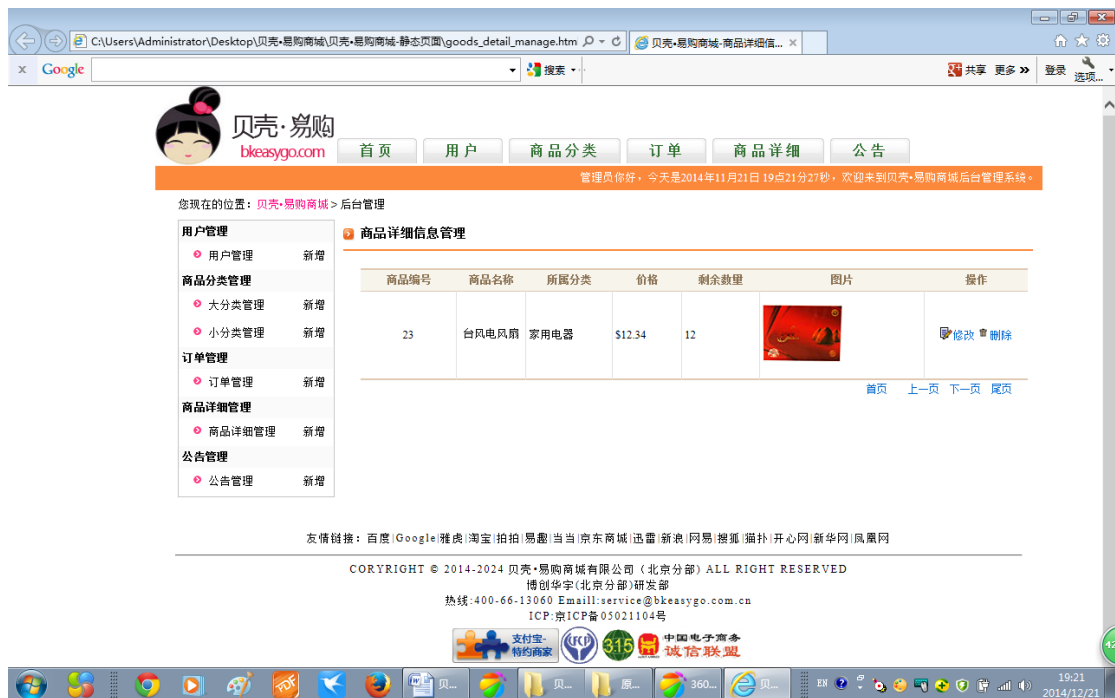 C:\Users\Administrator\Desktop\贝壳•易购商城\贝壳•易购商城-静态页面\goods_detail_manage.htm
贝壳•易购商城-商品详细信...
x Google 搜索 共享 更多 » 登录 选项...
贝壳·易购
bkeasygo.com
首页 用户 商品分类 订单 商品详细 公告
管理员你好，今天是2014年11月21日 19点21分27秒，欢迎来到贝壳•易购商城后台管理系统。
您现在的位置：贝壳•易购商城 > 后台管理
用户管理
用户管理 新增
商品分类管理
大分类管理 新增
小分类管理 新增
订单管理
订单管理 新增
商品详细管理
商品详细管理 新增
公告管理
公告管理 新增
商品详细信息管理
商品编号 商品名称 所属分类 价格 剩余数量 图片 操作
23 台风电风扇 家用电器 $12.34 12 修改 删除
首页 上一页 下一页 尾页
友情链接：百度|Google|雅虎|淘宝|拍拍|易趣|当当|京东商城|迅雷|新浪|网易|搜狐|猫扑|开心网|新华网|凤凰网
CORYRIGHT © 2014-2024 贝壳•易购商城有限公司（北京分部）ALL RIGHT RESERVED
博创华宇(北京分部)研发部
热线:400-66-13060 Emaill:service@bkeasygo.com.cn
ICP:京ICP备05021104号
支付宝-
特约商家
315
中国电子商务
诚信联盟
42
PDF
贝...
贝...
原...
360...
贝...
EN
19:21
2014/12/21